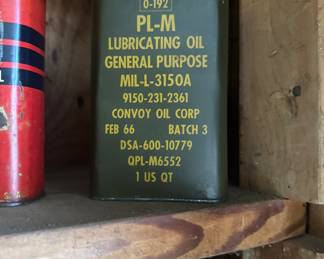 0-192
PL-M
LUBRICATING OIL
GENERAL PURPOSE
MIL-L-3150A
9150-231-2361
CONVOY OIL CORP
FEB 66 BATCH 3
DSA-600-10779
QPL-M6552
1 US QT
L